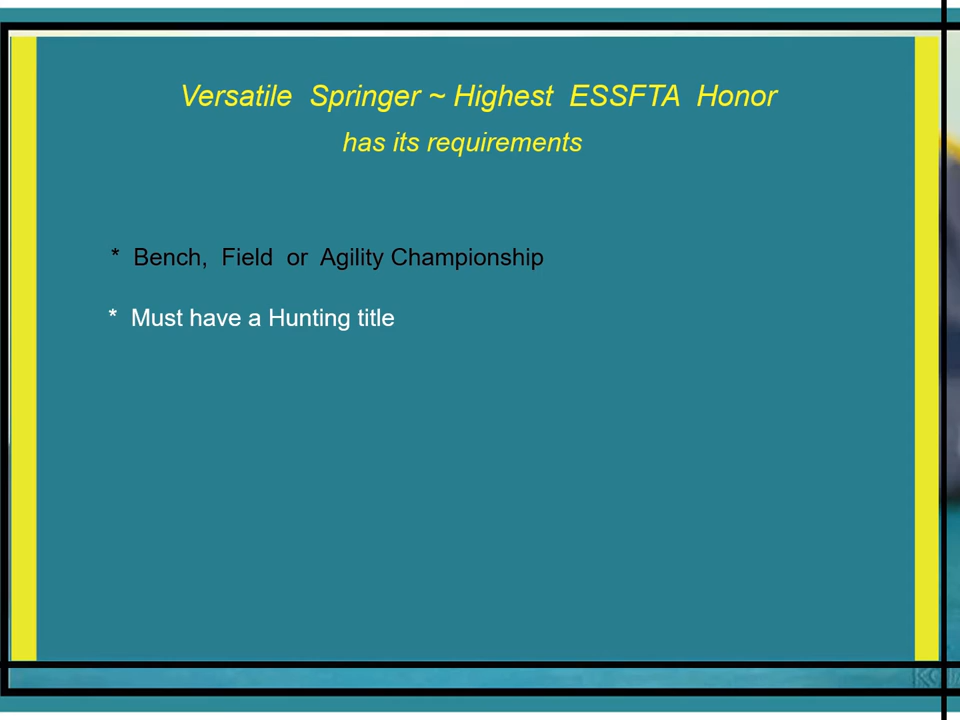 Versatile Springer ~ Highest ESSFTA Honor
has its requirements
* Bench, Field or Agility Championship
* Must have a Hunting title